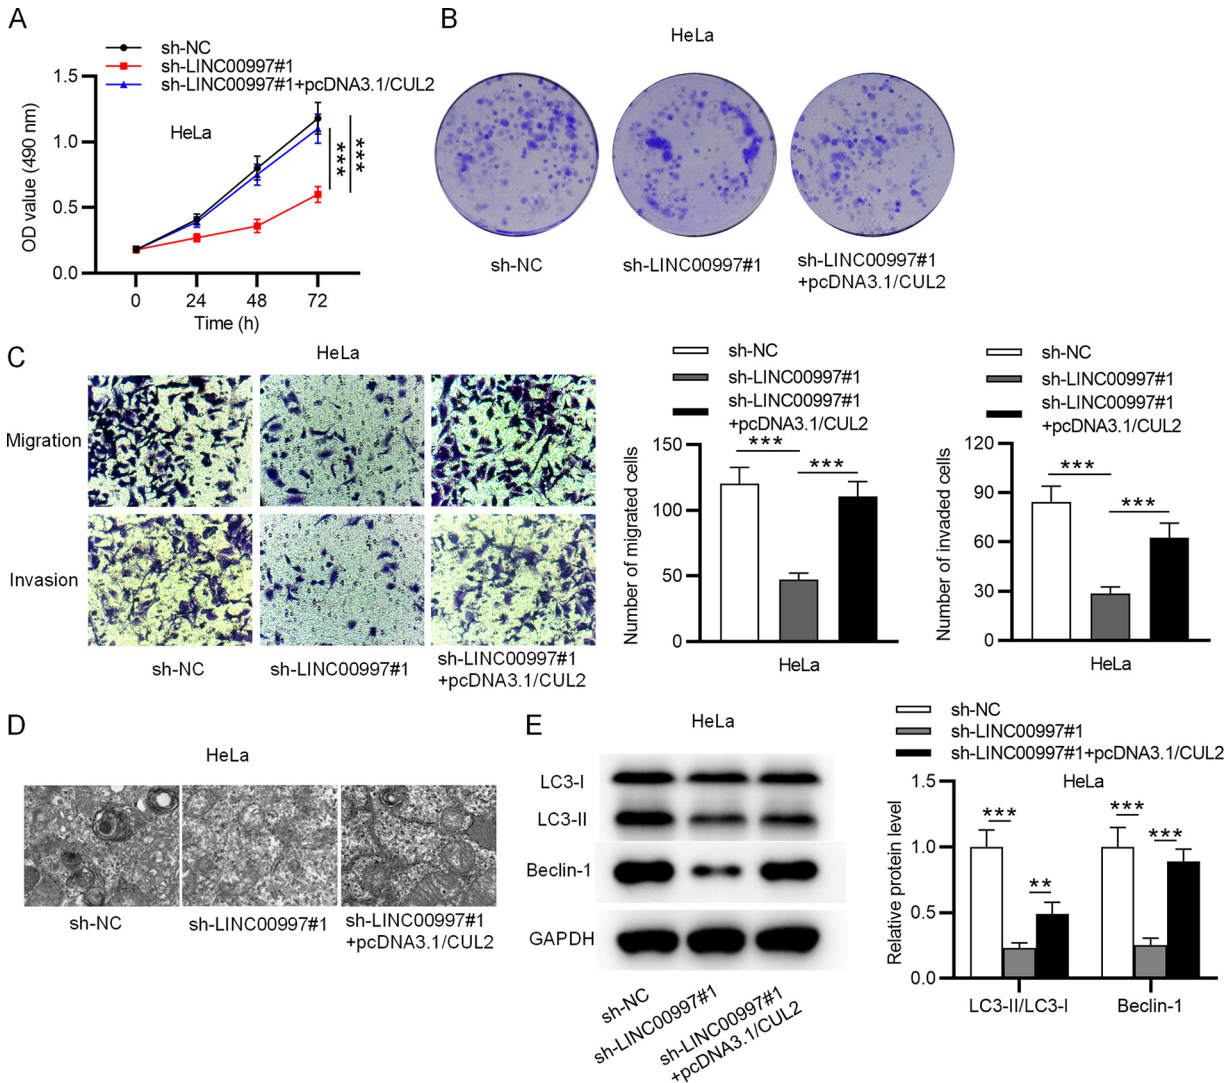 A
sh-NC
sh-LINC00997#1
sh-LINC00997#1+pcDNA3.1/CUL2
HeLa
OD value (490 nm)
1.5
1.0
0.5
0.0
0 24 48 72
Time (h)
***
***
B
HeLa
sh-NC
sh-LINC00997#1
sh-LINC00997#1
+pcDNA3.1/CUL2
C
HeLa
Migration
Invasion
sh-NC
sh-LINC00997#1
sh-LINC00997#1
+pcDNA3.1/CUL2
sh-NC
sh-LINC00997#1
sh-LINC00997#1
+pcDNA3.1/CUL2
Number of migrated cells
150
100
50
0
***
***
HeLa
sh-NC
sh-LINC00997#1
sh-LINC00997#1
+pcDNA3.1/CUL2
Number of invaded cells
120
90
60
30
0
***
***
HeLa
D
HeLa
sh-NC
sh-LINC00997#1
sh-LINC00997#1
+pcDNA3.1/CUL2
E
HeLa
LC3-I
LC3-II
Beclin-1
GAPDH
sh-NC
sh-LINC00997#1
sh-LINC00997#1
+pcDNA3.1/CUL2
sh-NC
sh-LINC00997#1
sh-LINC00997#1+pcDNA3.1/CUL2
HeLa
Relative protein level
1.5
1.0
0.5
0.0
***
**
***
***
LC3-II/LC3-I
Beclin-1